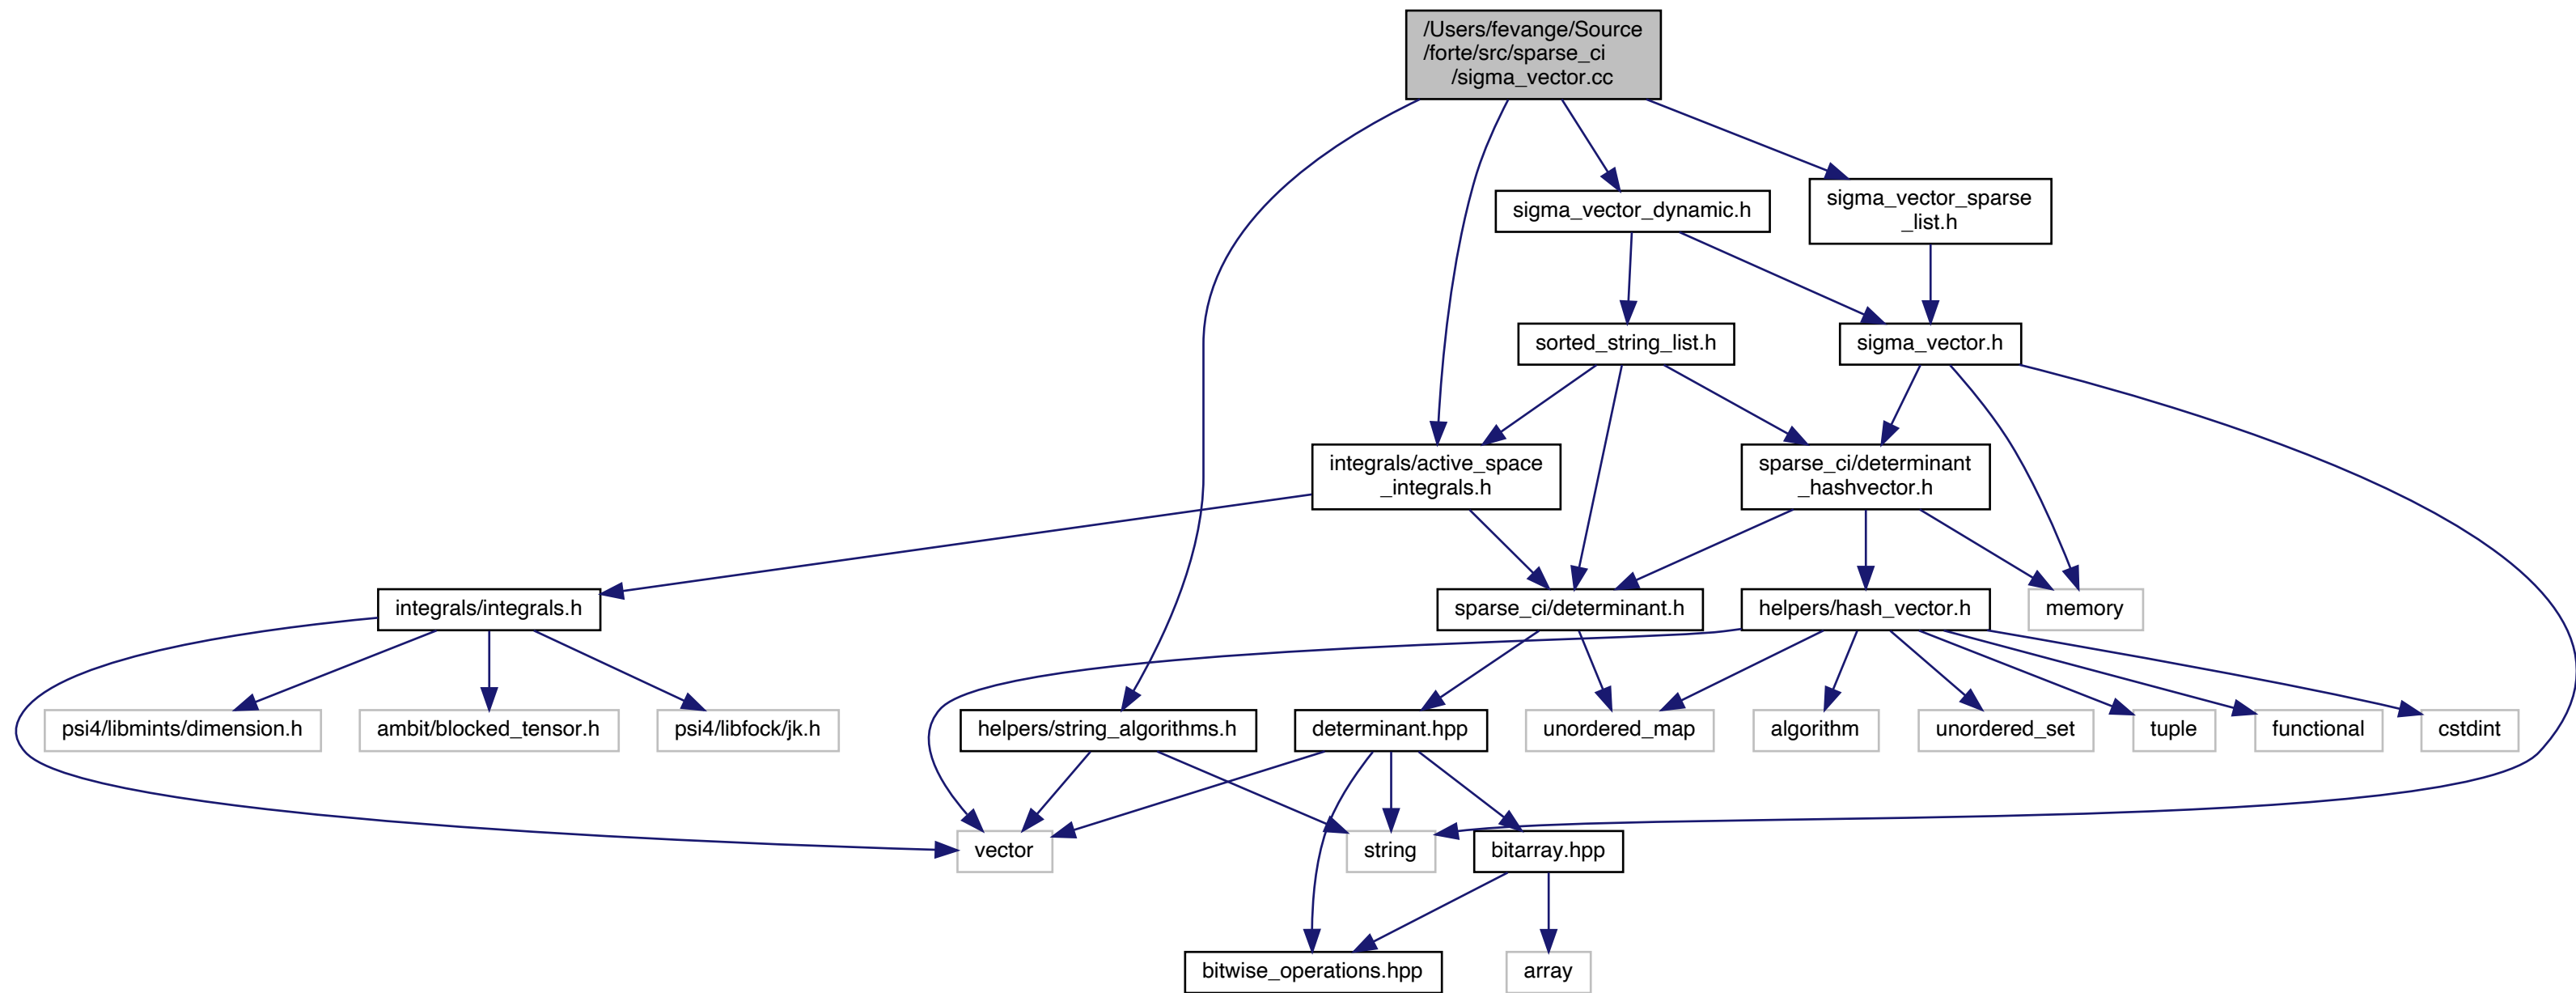 /Users/fevange/Source
/forte/src/sparse_ci
/sigma_vector.cc
sigma_vector_dynamic.h
sigma_vector_sparse
_list.h
sorted_string_list.h
sigma_vector.h
integrals/active_space
_integrals.h
sparse_ci/determinant
_hashvector.h
integrals/integrals.h
sparse_ci/determinant.h
helpers/hash_vector.h
memory
psi4/libmints/dimension.h
ambit/blocked_tensor.h
psi4/libfock/jk.h
helpers/string_algorithms.h
determinant.hpp
unordered_map
algorithm
unordered_set
tuple
functional
cstdint
vector
string
bitarray.hpp
bitwise_operations.hpp
array